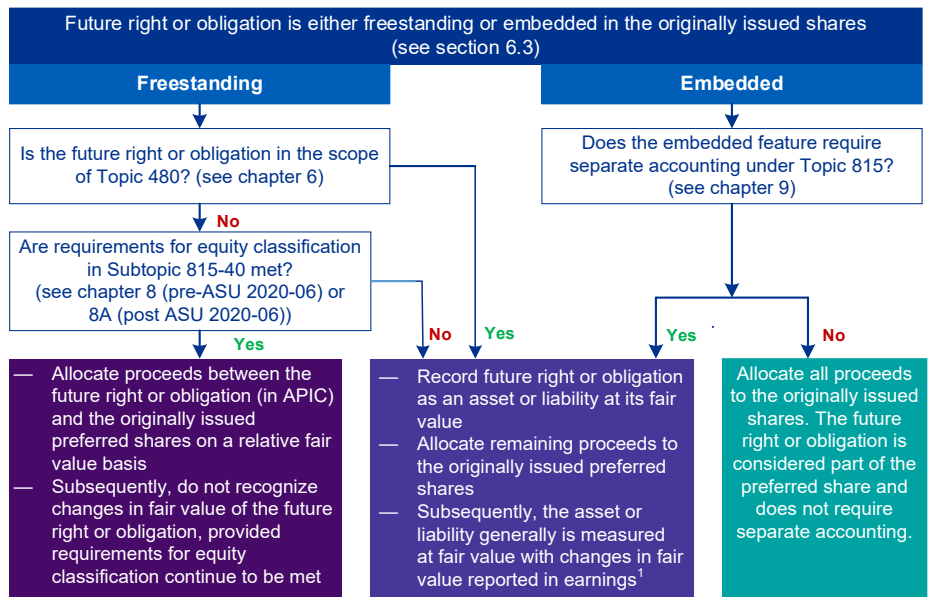 Future right or obligation is either freestanding or embedded in the originally issued shares
(see section 6.3)
Freestanding
Embedded
Is the future right or obligation in the scope
of Topic 480? (see chapter 6)
Does the embedded feature require
separate accounting under Topic 815?
(see chapter 9)
No
Are requirements for equity classification
in Subtopic 815-40 met?
(see chapter 8 (pre-ASU 2020-06) or
8A (post ASU 2020-06))
Yes
No
Yes
Yes
No
— Allocate proceeds between the
future right or obligation (in APIC)
and the originally issued
preferred shares on a relative fair
value basis
— Subsequently, do not recognize
changes in fair value of the future
right or obligation, provided
requirements for equity
classification continue to be met
— Record future right or obligation
as an asset or liability at its fair
value
— Allocate remaining proceeds to
the originally issued preferred
shares
— Subsequently, the asset or
liability generally is measured
at fair value with changes in fair
value reported in earnings¹
Allocate all proceeds
to the originally issued
shares. The future
right or obligation is
considered part of the
preferred share and
does not require
separate accounting.